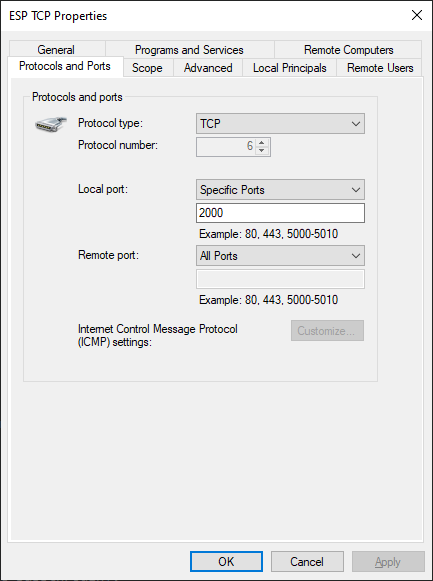 ESP TCP Properties
General
Programs and Services
Remote Computers
Protocols and Ports
Scope
Advanced
Local Principals
Remote Users
Protocols and ports
Protocol type:
TCP
Protocol number:
6
Local port:
Specific Ports
2000
Example: 80, 443, 5000-5010
Remote port:
All Ports
Example: 80, 443, 5000-5010
Internet Control Message Protocol
(ICMP) settings:
Customize...
OK
Cancel
Apply